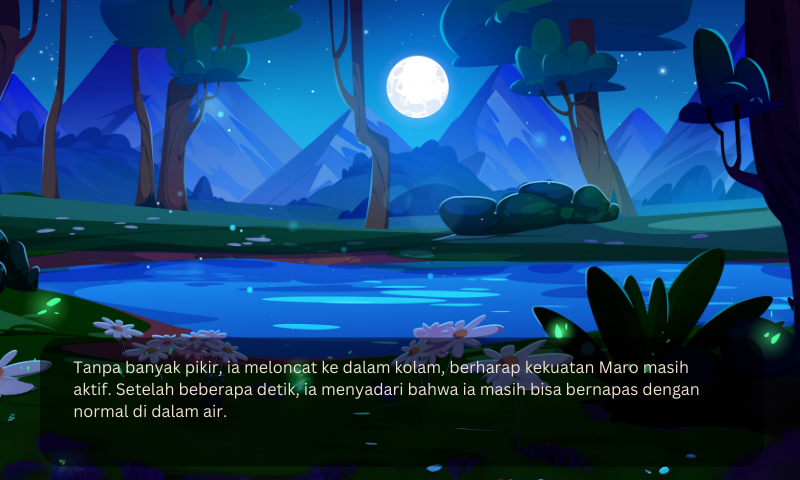 Tanpa banyak pikir, ia meloncat ke dalam kolam, berharap kekuatan Maro masih
aktif. Setelah beberapa detik, ia menyadari bahwa ia masih bisa bernapas dengan
normal di dalam air.